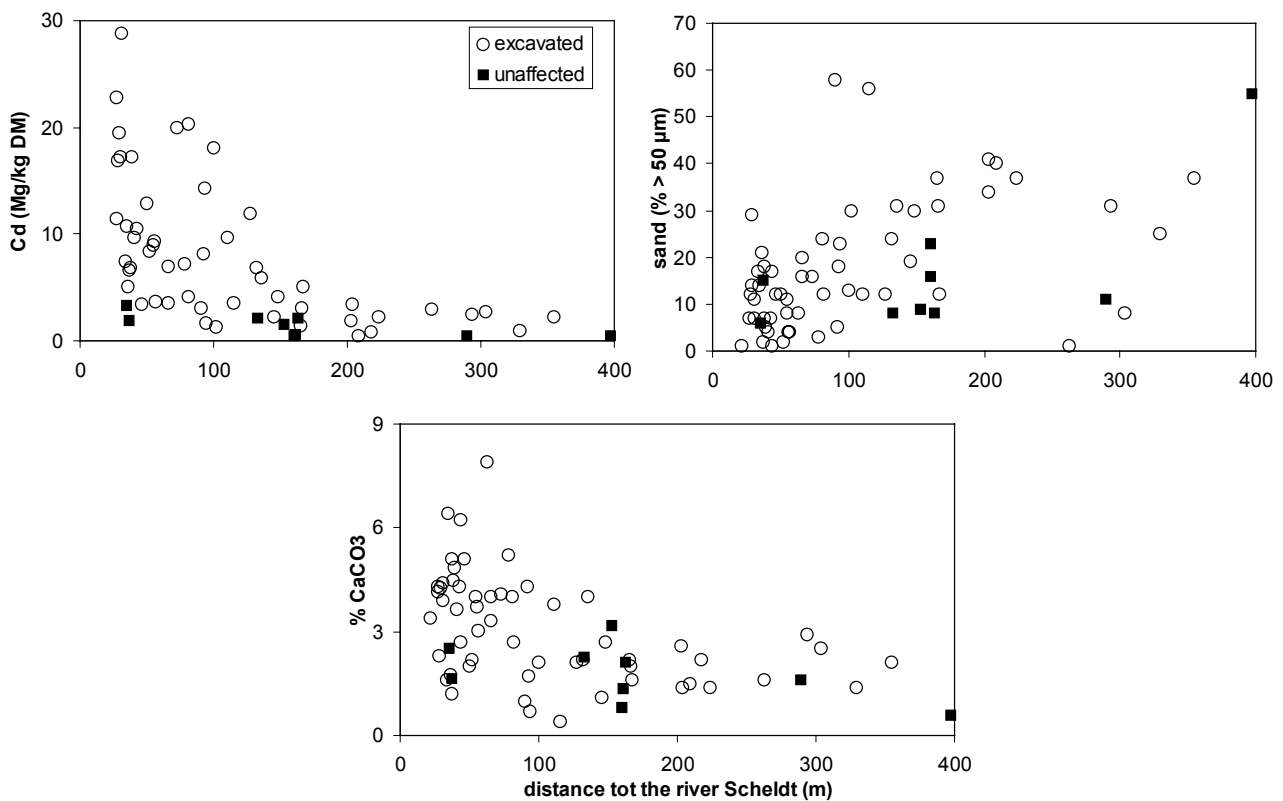 30
20
10
0
Cd (Mg/kg DM)
excavated
unaffected
0 100 200 300 400
70
60
50
40
30
20
10
0
sand (% > 50 µm)
0 100 200 300 400
9
6
3
0
% CaCO3
0 100 200 300 400
distance tot the river Scheldt (m)